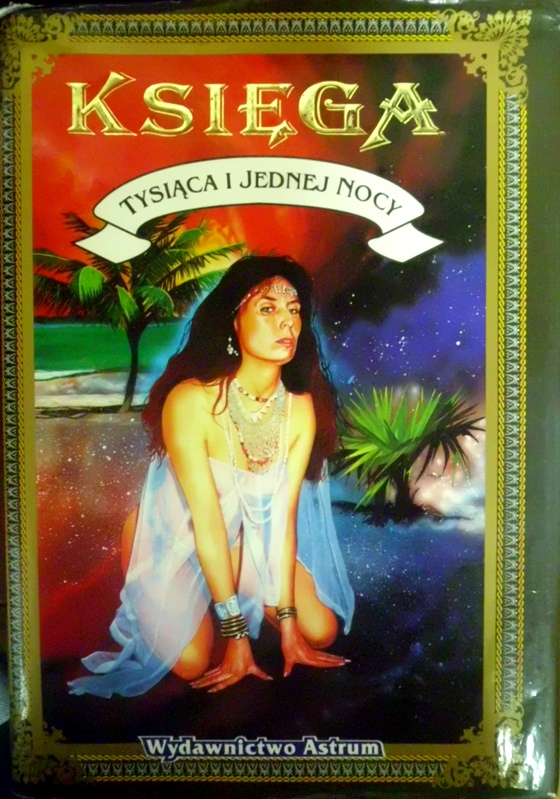 KSIĘGA
TYSIĄCA I JEDNEJ NOCY
Wydawnictwo Astrum